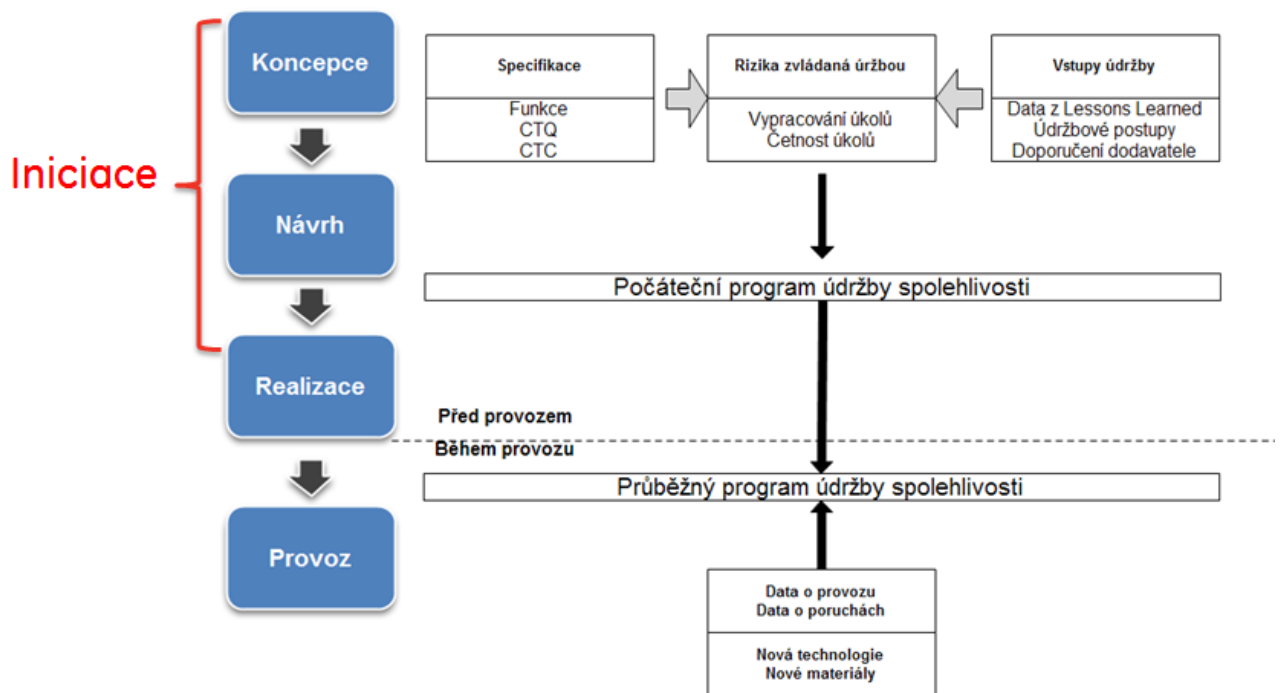 Iniciace
Koncepce
Návrh
Realizace
Provoz
Specifikace
Funkce
CTQ
CTC
Rizika zvládaná úržbou
Vypracování úkolů
Četnost úkolů
Vstupy údržby
Data z Lessons Learned
Údržbové postupy
Doporučení dodavatele
Počáteční program údržby spolehlivosti
Před provozem
Během provozu
Průběžný program údržby spolehlivosti
Data o provozu
Data o poruchách
Nová technologie
Nové materiály